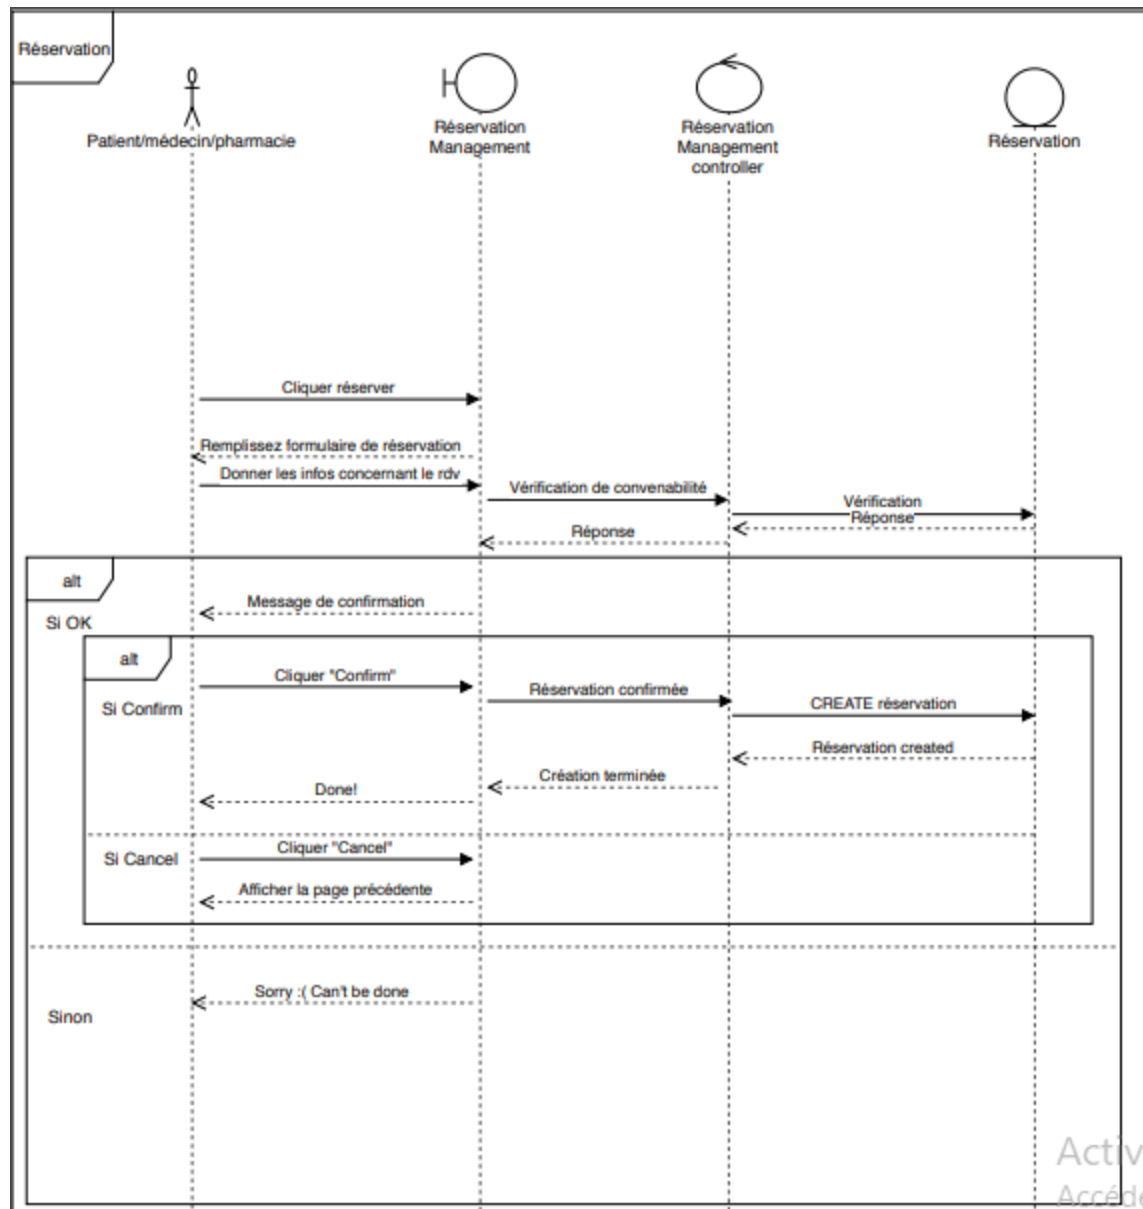 Réservation
Patient/médecin/pharmacie
Réservation
Management
Réservation
Management
controller
Réservation
Cliquer réserver
Remplissez formulaire de réservation
Donner les infos concernant le rdv
Vérification de convenabilité
Vérification
Réponse
Réponse
alt
Message de confirmation
Si OK
alt
Cliquer "Confirm"
Réservation confirmée
Si Confirm
CREATE réservation
Réservation created
Création terminée
Done!
Cliquer "Cancel"
Si Cancel
Afficher la page précédente
Sorry :( Can't be done
Sinon